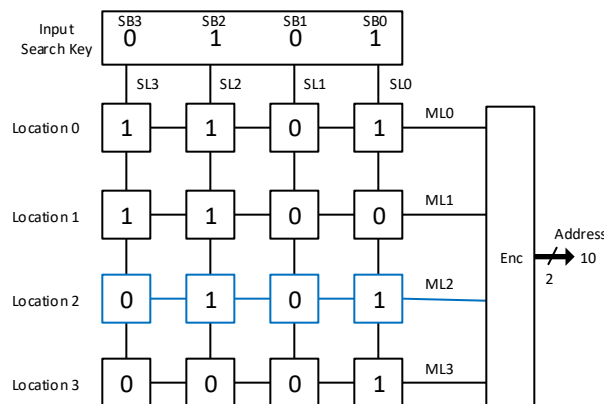 Input
Search Key
SB3 SB2 SB1 SB0
0 1 0 1
SL3 SL2 SL1 SL0
Location 0 1 1 0 1 ML0
Location 1 1 1 0 0 ML1
Enc
Address
10
2
Location 2 0 1 0 1 ML2
Location 3 0 0 0 1 ML3